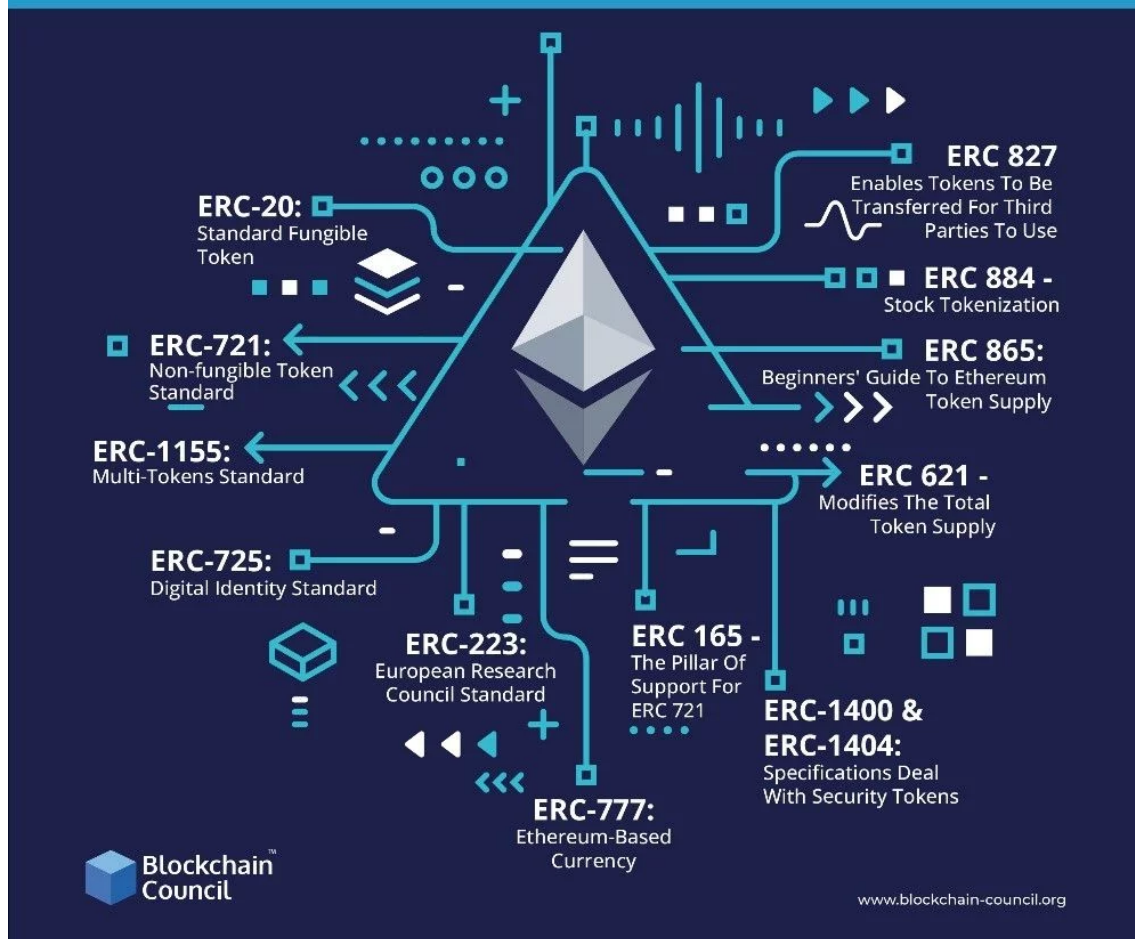 ERC-20:
Standard Fungible
Token
ERC-721:
Non-fungible Token
Standard
ERC-1155:
Multi-Tokens Standard
ERC-725:
Digital Identity Standard
ERC-223:
European Research
Council Standard
ERC-777:
Ethereum-Based
Currency
ERC 165 -
The Pillar Of
Support For
ERC 721
ERC-1400 &
ERC-1404:
Specifications Deal
With Security Tokens
ERC 621 -
Modifies The Total
Token Supply
ERC 865:
Beginners' Guide To Ethereum
Token Supply
ERC 884 -
Stock Tokenization
ERC 827
Enables Tokens To Be
Transferred For Third
Parties To Use
Blockchain™
Council
www.blockchain-council.org